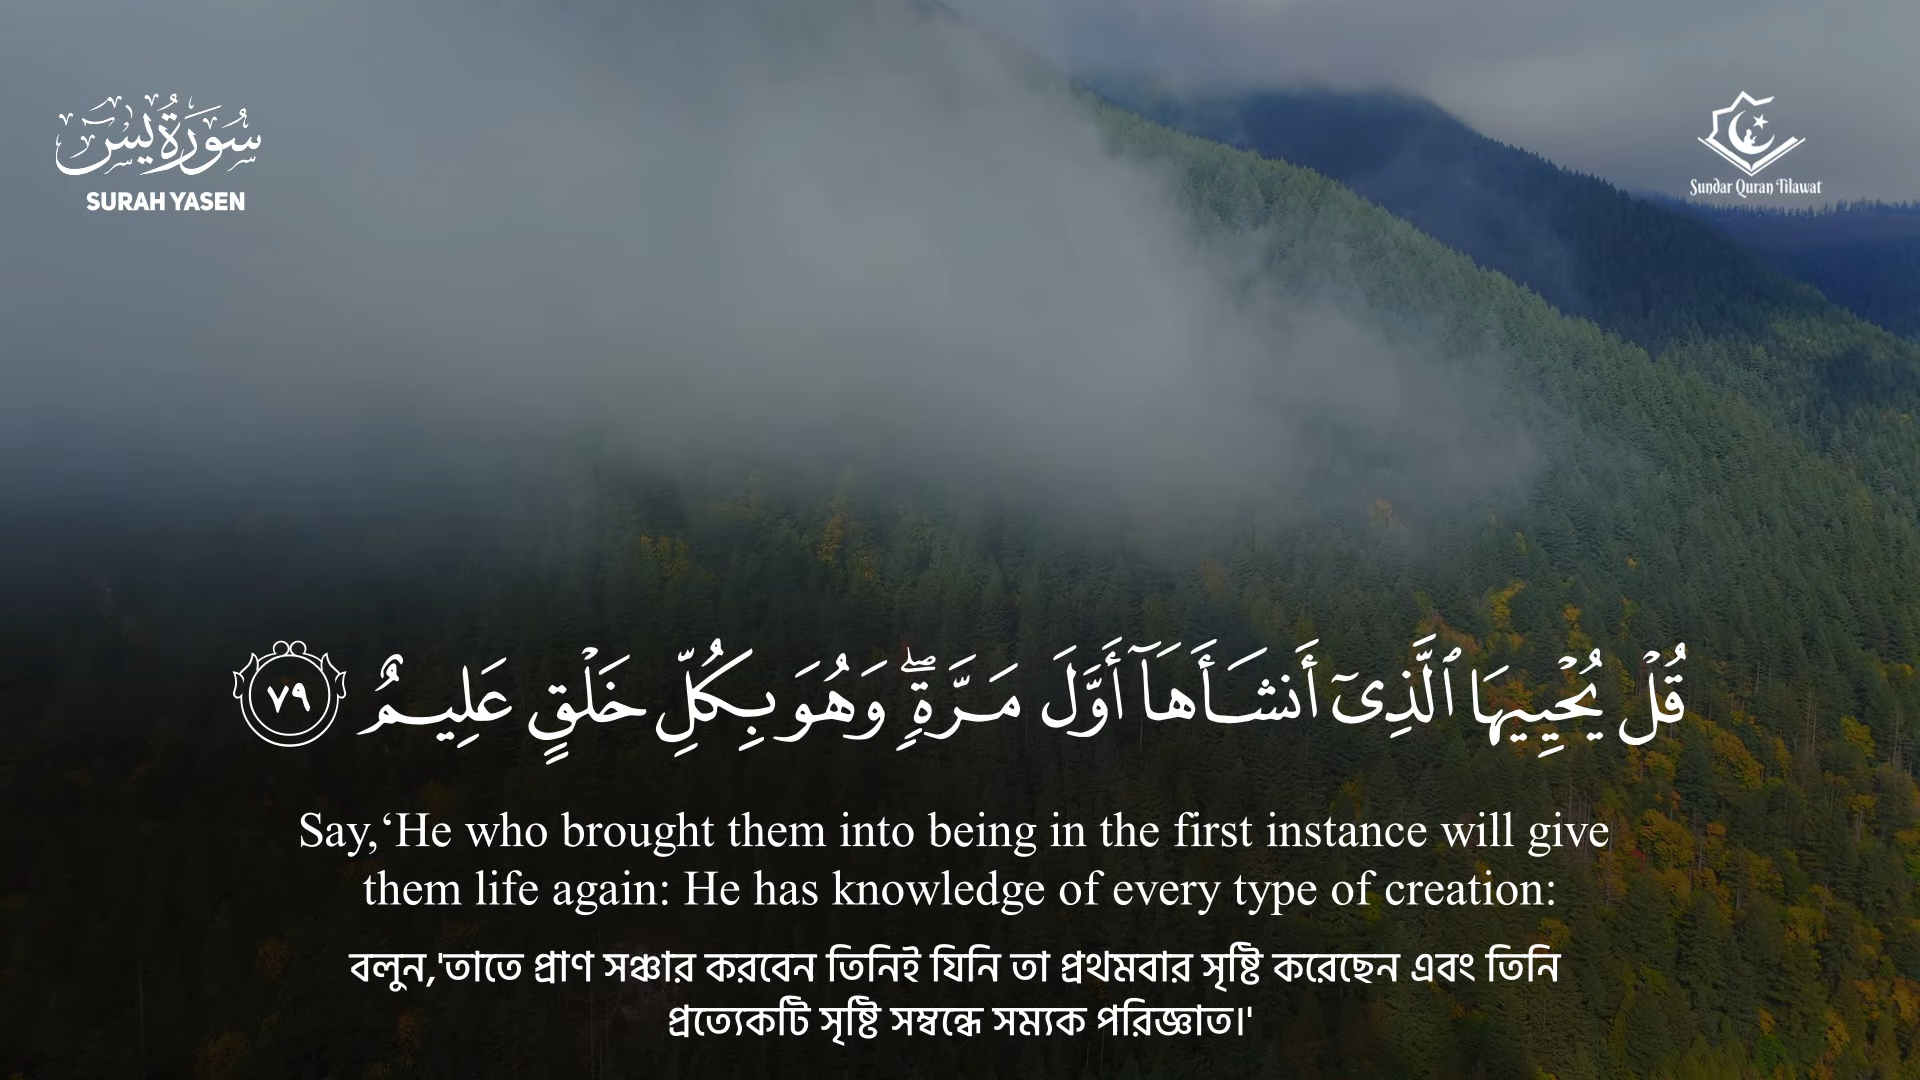 سُورَةُ يسٓ
SURAH YASEN
Sundar Quran Tilawat
قُلۡ يُحۡيِيهَا ٱلَّذِىٓ أَنشَأَهَآ أَوَّلَ مَرَّةٍۖ وَهُوَ بِكُلِّ خَلۡقٍ عَلِيمٌ ٧٩
Say,‘He who brought them into being in the first instance will give
them life again: He has knowledge of every type of creation:
বলুন,'তাতে প্রাণ সঞ্চার করবেন তিনিই যিনি তা প্রথমবার সৃষ্টি করেছেন এবং তিনি
প্রত্যেকটি সৃষ্টি সম্বন্ধে সম্যক পরিজ্ঞাত।'